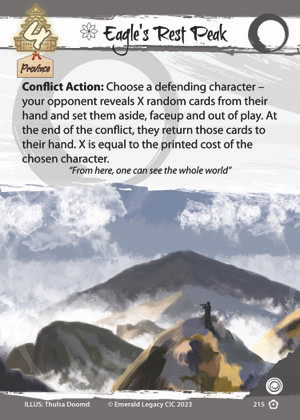 Eagle's Rest Peak
4
Province
Conflict Action: Choose a defending character –
your opponent reveals X random cards from their
hand and set them aside, faceup and out of play. At
the end of the conflict, they return those cards to
their hand. X is equal to the printed cost of the
chosen character.
"From here, one can see the whole world"
ILLUS: Thulsa Doomd © Emerald Legacy CIC 2023 215